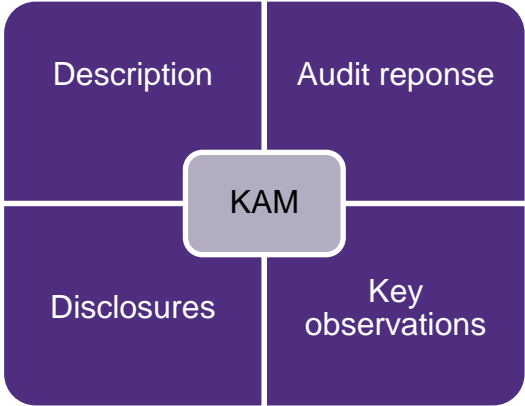 Description
Audit reponse
KAM
Disclosures
Key
observations